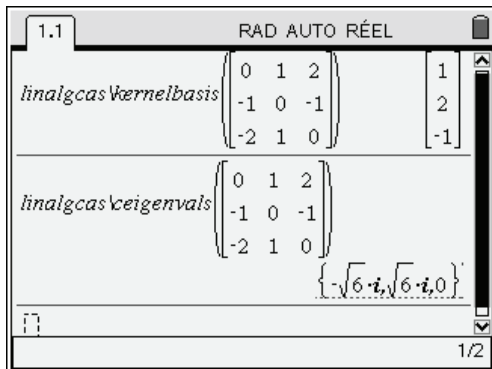 1.1 RAD AUTO RÉEL
linalgcas\kernelbasis([0 1 2
-1 0 -1
-2 1 0]) [1
2
-1]
linalgcas\ceigenvals([0 1 2
-1 0 -1
-2 1 0])
{-√6·i,√6·i,0}
1/2